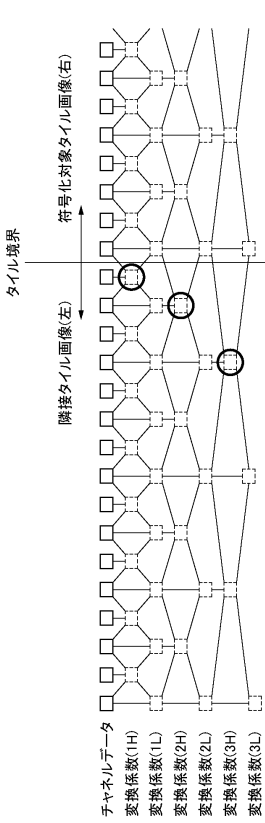 タイル境界
隣接タイル画像(左)
符号化対象タイル画像(右)
チャネルデータ
変換係数(1H)
変換係数(1L)
変換係数(2H)
変換係数(2L)
変換係数(3H)
変換係数(3L)